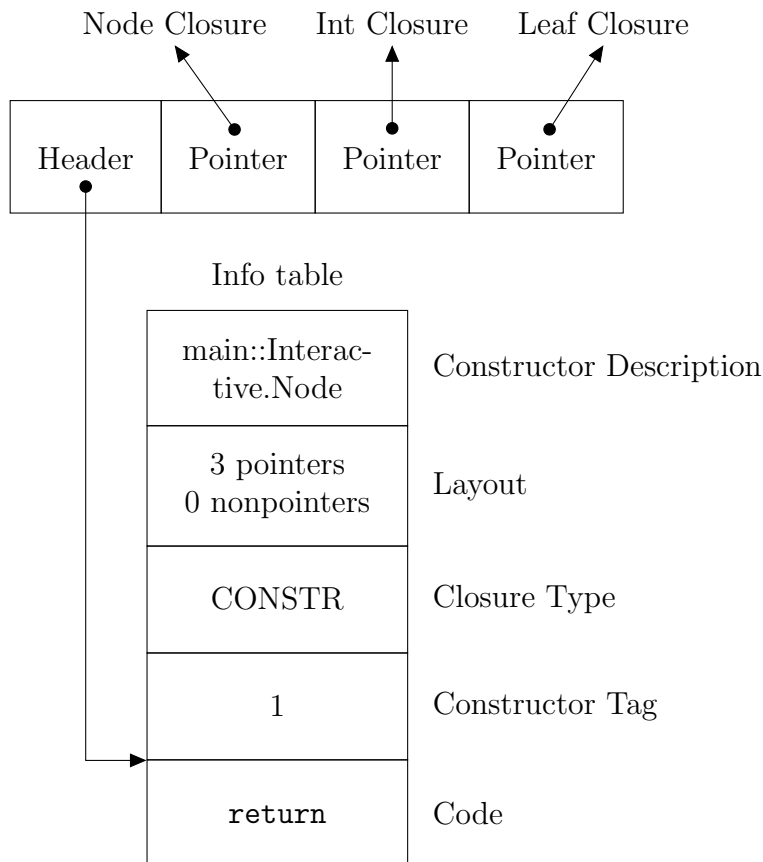 Node Closure Int Closure Leaf Closure
Header Pointer Pointer Pointer
Info table
main::Interac-
tive.Node
Constructor Description
3 pointers
0 nonpointers
Layout
CONSTR
Closure Type
1
Constructor Tag
return
Code